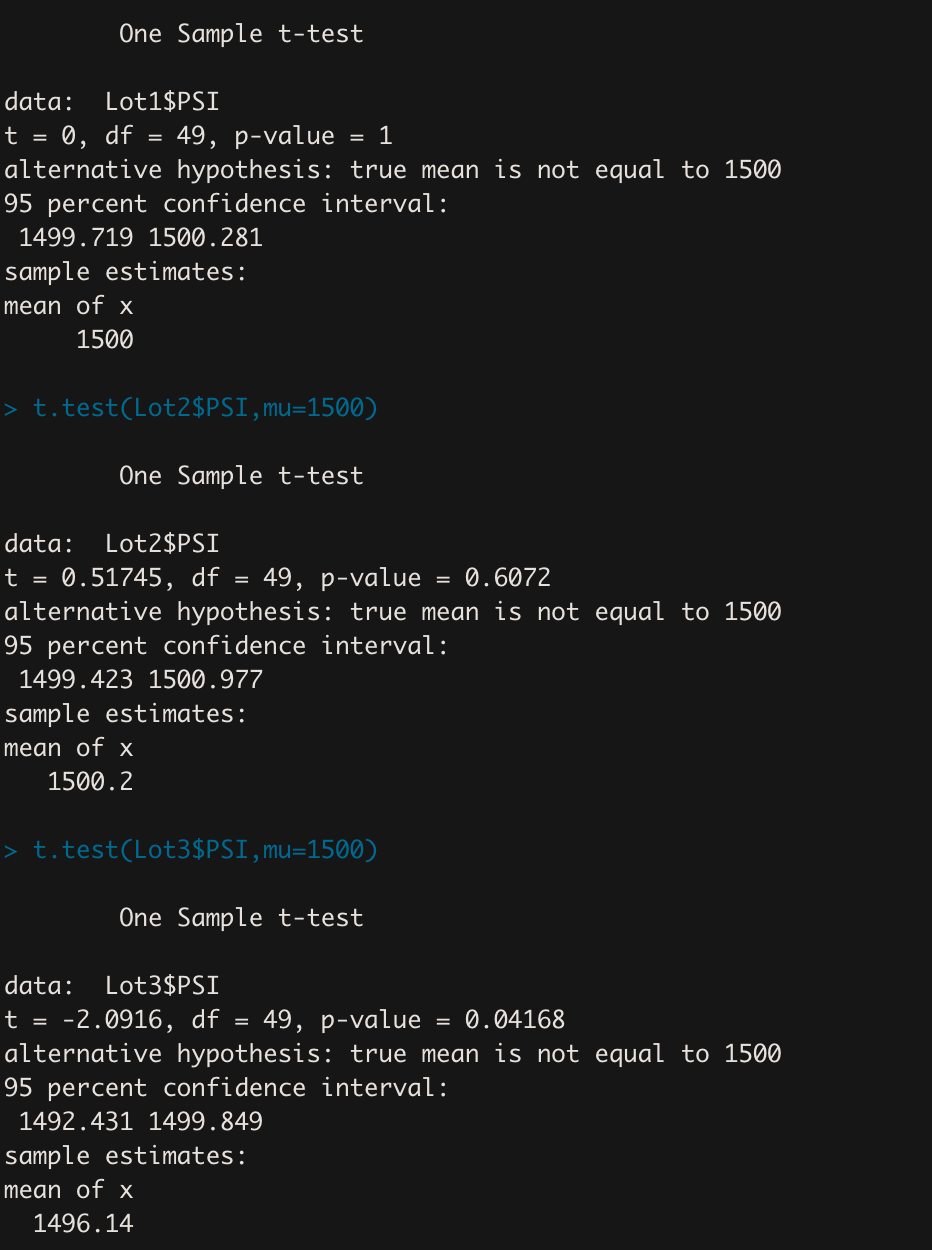 One Sample t-test
data:  Lot1$PSI
t = 0, df = 49, p-value = 1
alternative hypothesis: true mean is not equal to 1500
95 percent confidence interval:
 1499.719 1500.281
sample estimates:
mean of x
     1500
> t.test(Lot2$PSI,mu=1500)
One Sample t-test
data:  Lot2$PSI
t = 0.51745, df = 49, p-value = 0.6072
alternative hypothesis: true mean is not equal to 1500
95 percent confidence interval:
 1499.423 1500.977
sample estimates:
mean of x
   1500.2
> t.test(Lot3$PSI,mu=1500)
One Sample t-test
data:  Lot3$PSI
t = -2.0916, df = 49, p-value = 0.04168
alternative hypothesis: true mean is not equal to 1500
95 percent confidence interval:
 1492.431 1499.849
sample estimates:
mean of x
  1496.14